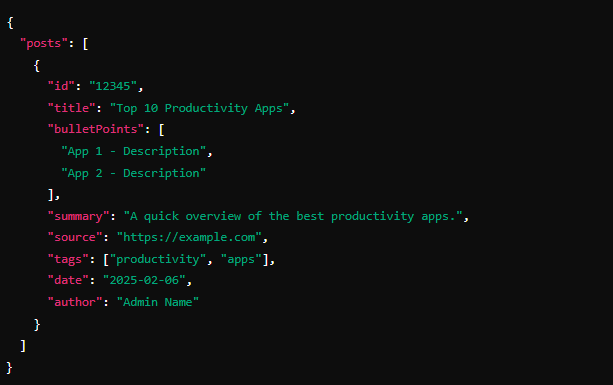 {
  "posts": [
    {
      "id": "12345",
      "title": "Top 10 Productivity Apps",
      "bulletPoints": [
        "App 1 - Description",
        "App 2 - Description"
      ],
      "summary": "A quick overview of the best productivity apps.",
      "source": "https://example.com",
      "tags": ["productivity", "apps"],
      "date": "2025-02-06",
      "author": "Admin Name"
    }
  ]
}